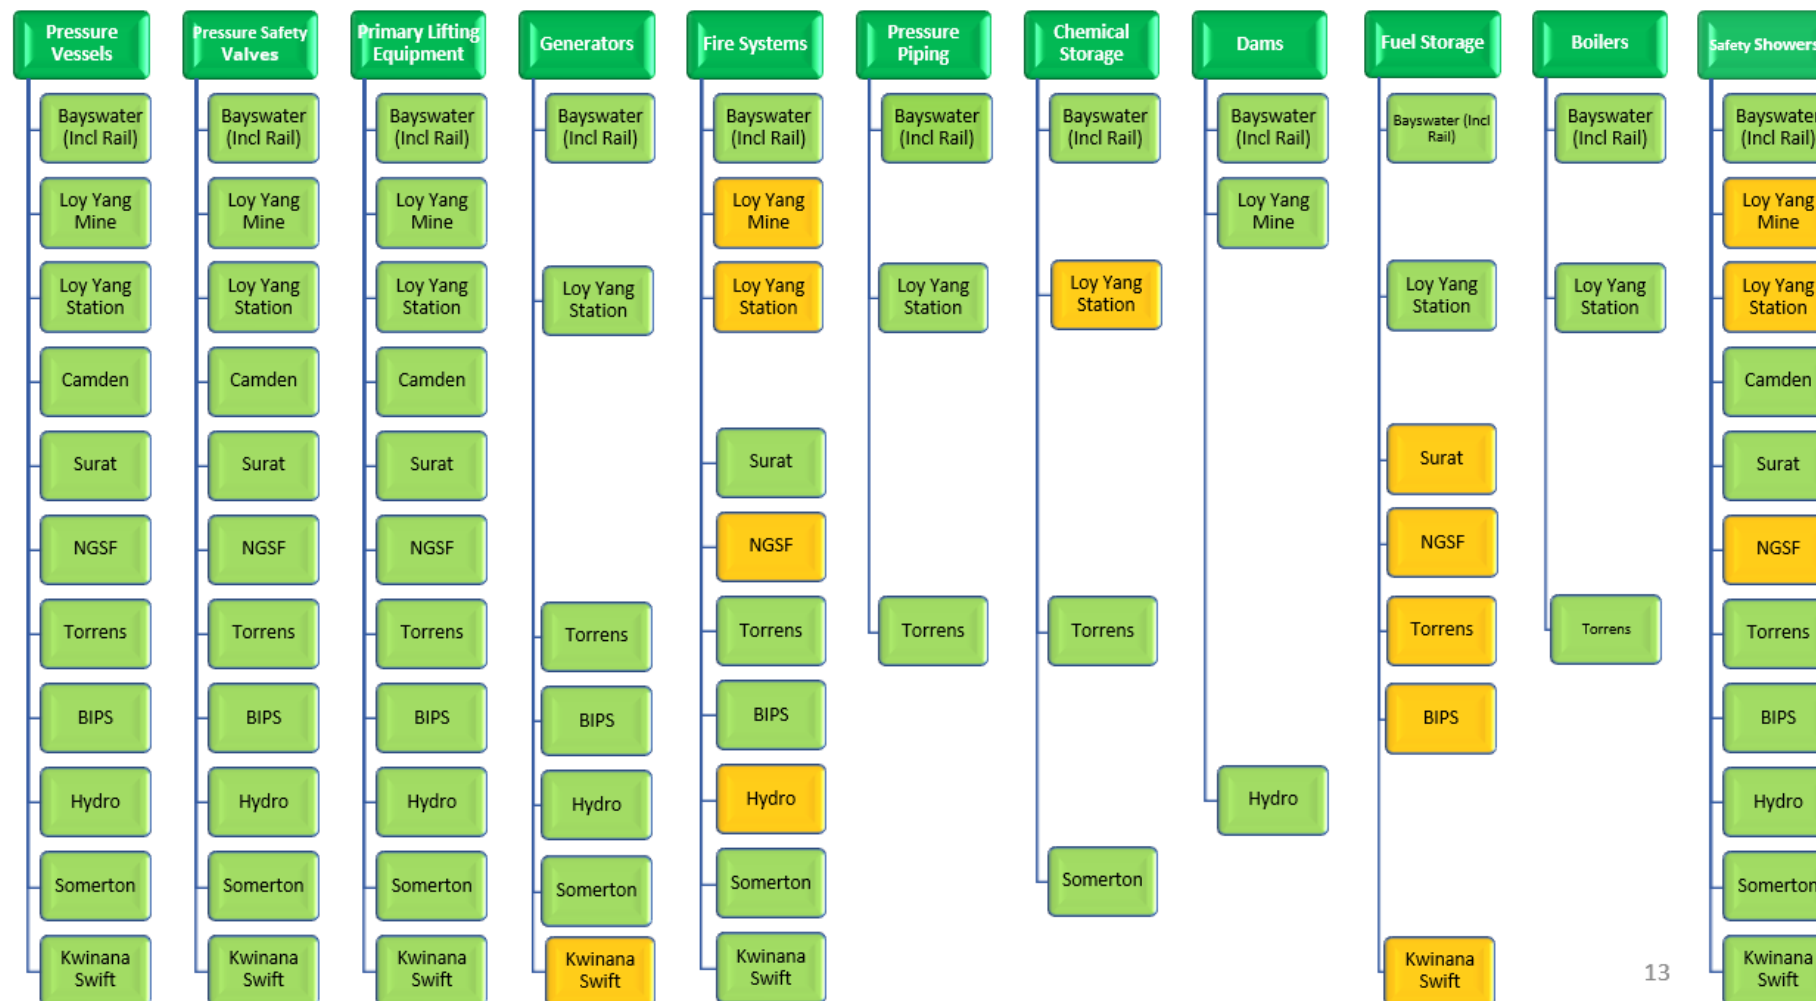 Pressure
Vessels
Bayswater
(Incl Rail)
Loy Yang
Mine
Loy Yang
Station
Camden
Surat
NGSF
Torrens
BIPS
Hydro
Somerton
Kwinana
Swift
Pressure Safety
Valves
Bayswater
(Incl Rail)
Loy Yang
Mine
Loy Yang
Station
Camden
Surat
NGSF
Torrens
BIPS
Hydro
Somerton
Kwinana
Swift
Primary Lifting
Equipment
Bayswater
(Incl Rail)
Loy Yang
Mine
Loy Yang
Station
Camden
Surat
NGSF
Torrens
BIPS
Hydro
Somerton
Kwinana
Swift
Generators
Bayswater
(Incl Rail)
Loy Yang
Station
Torrens
BIPS
Hydro
Somerton
Kwinana
Swift
Fire Systems
Bayswater
(Incl Rail)
Loy Yang
Mine
Loy Yang
Station
Surat
NGSF
Torrens
BIPS
Hydro
Somerton
Kwinana
Swift
Pressure
Piping
Bayswater
(Incl Rail)
Loy Yang
Station
Torrens
Chemical
Storage
Bayswater
(Incl Rail)
Loy Yang
Station
Torrens
Somerton
Dams
Bayswater
(Incl Rail)
Loy Yang
Mine
Hydro
Fuel Storage
Bayswater (Incl
Rail)
Loy Yang
Station
Surat
NGSF
Torrens
BIPS
Kwinana
Swift
Boilers
Bayswater
(Incl Rail)
Loy Yang
Station
Torrens
Safety Showers
Bayswater
(Incl Rail)
Loy Yang
Mine
Loy Yang
Station
Camden
Surat
NGSF
Torrens
BIPS
Hydro
Somerton
Kwinana
Swift
13